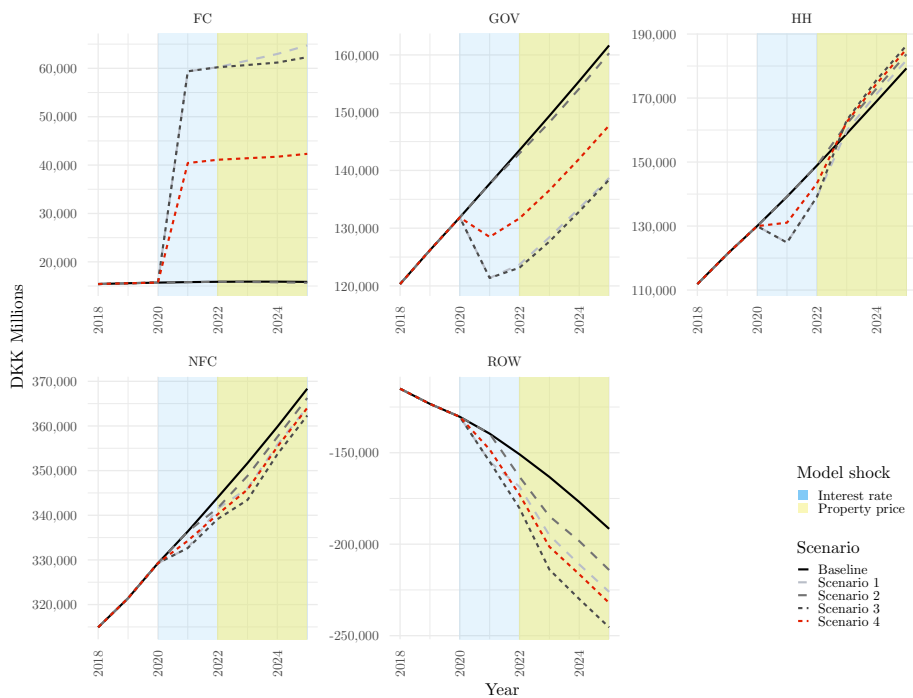 FC
GOV
HH
60,000
50,000
40,000
30,000
20,000
2018
2020
2022
2024
160,000
150,000
140,000
130,000
120,000
2018
2020
2022
2024
190,000
170,000
150,000
130,000
110,000
2018
2020
2022
2024
DKK Millions
NFC
ROW
370,000
360,000
350,000
340,000
330,000
320,000
2018
2020
2022
2024
-150,000
-200,000
-250,000
2018
2020
2022
2024
Year
Model shock
Interest rate
Property price
Scenario
Baseline
Scenario 1
Scenario 2
Scenario 3
Scenario 4